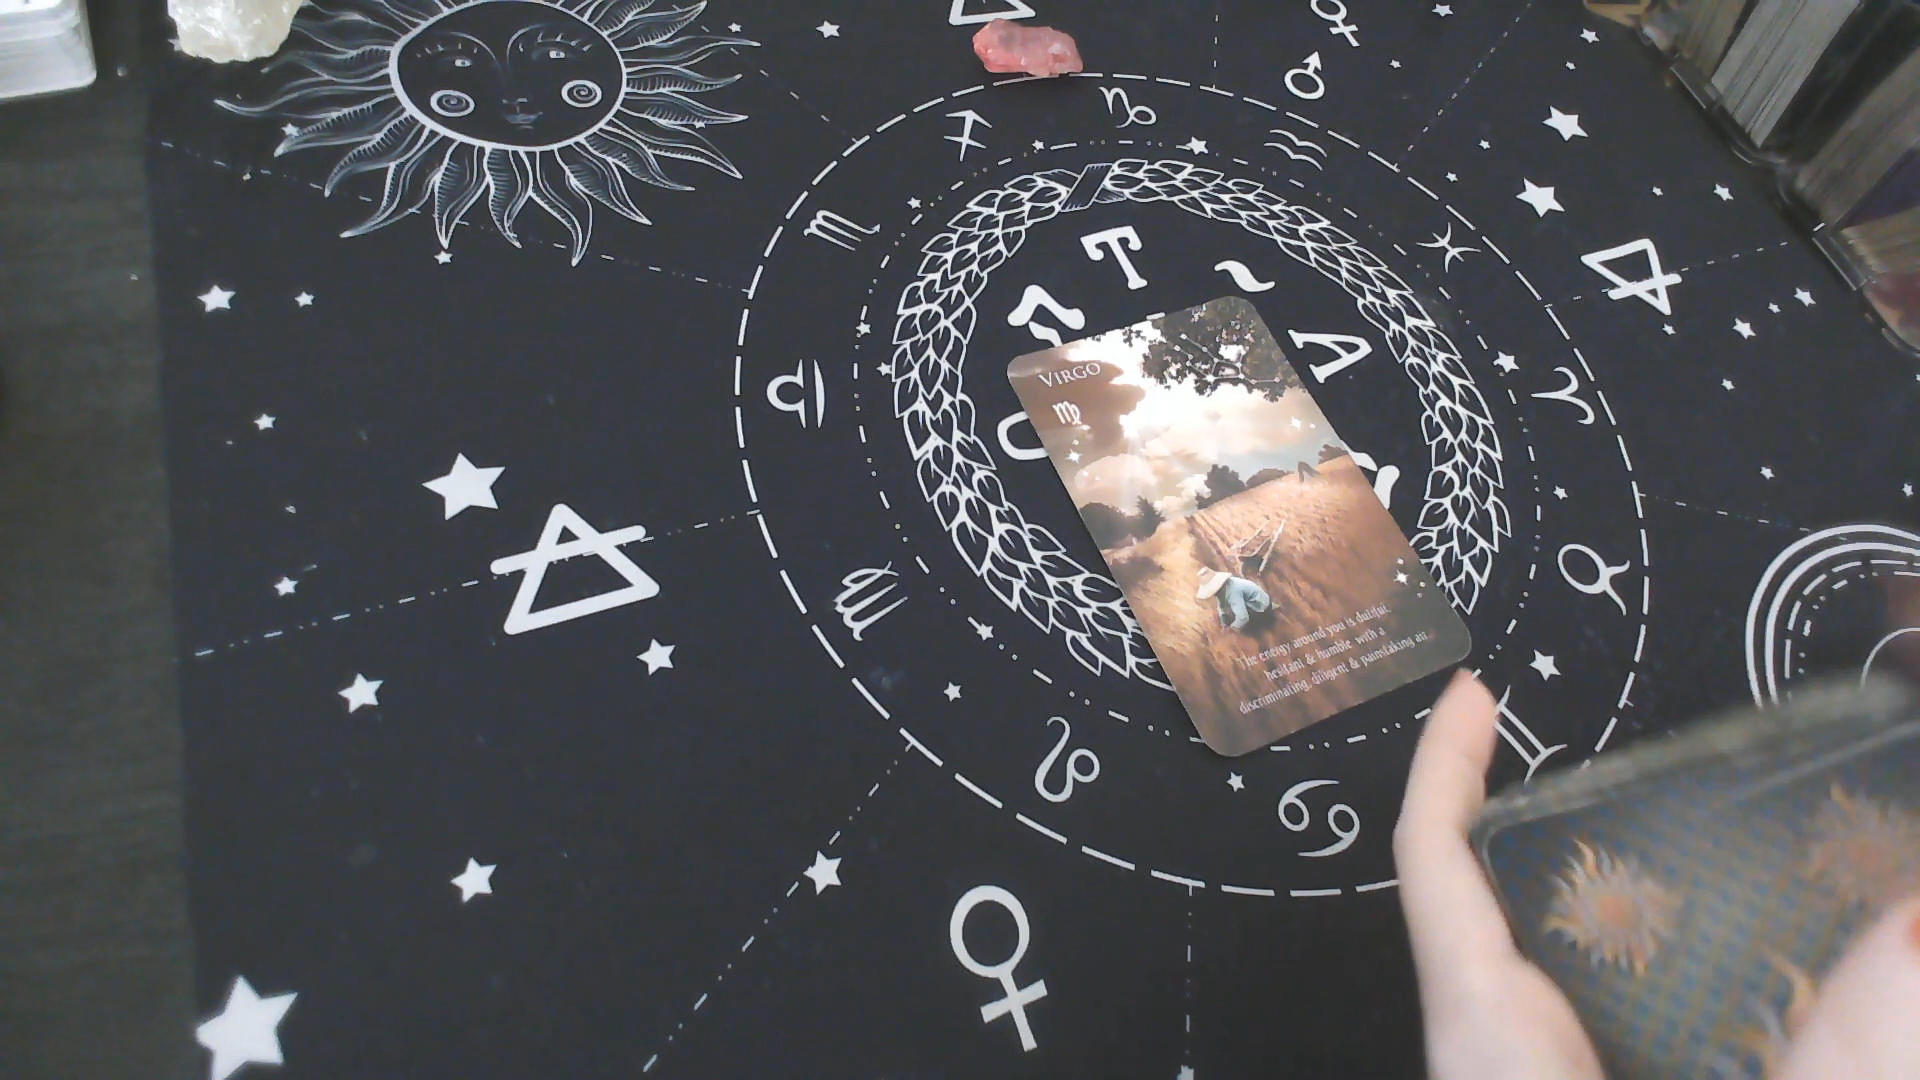 VIRGO
♍
The energy around you is dutiful,
hesitant & humble with a
discriminating, diligent & painstaking air.
T
A